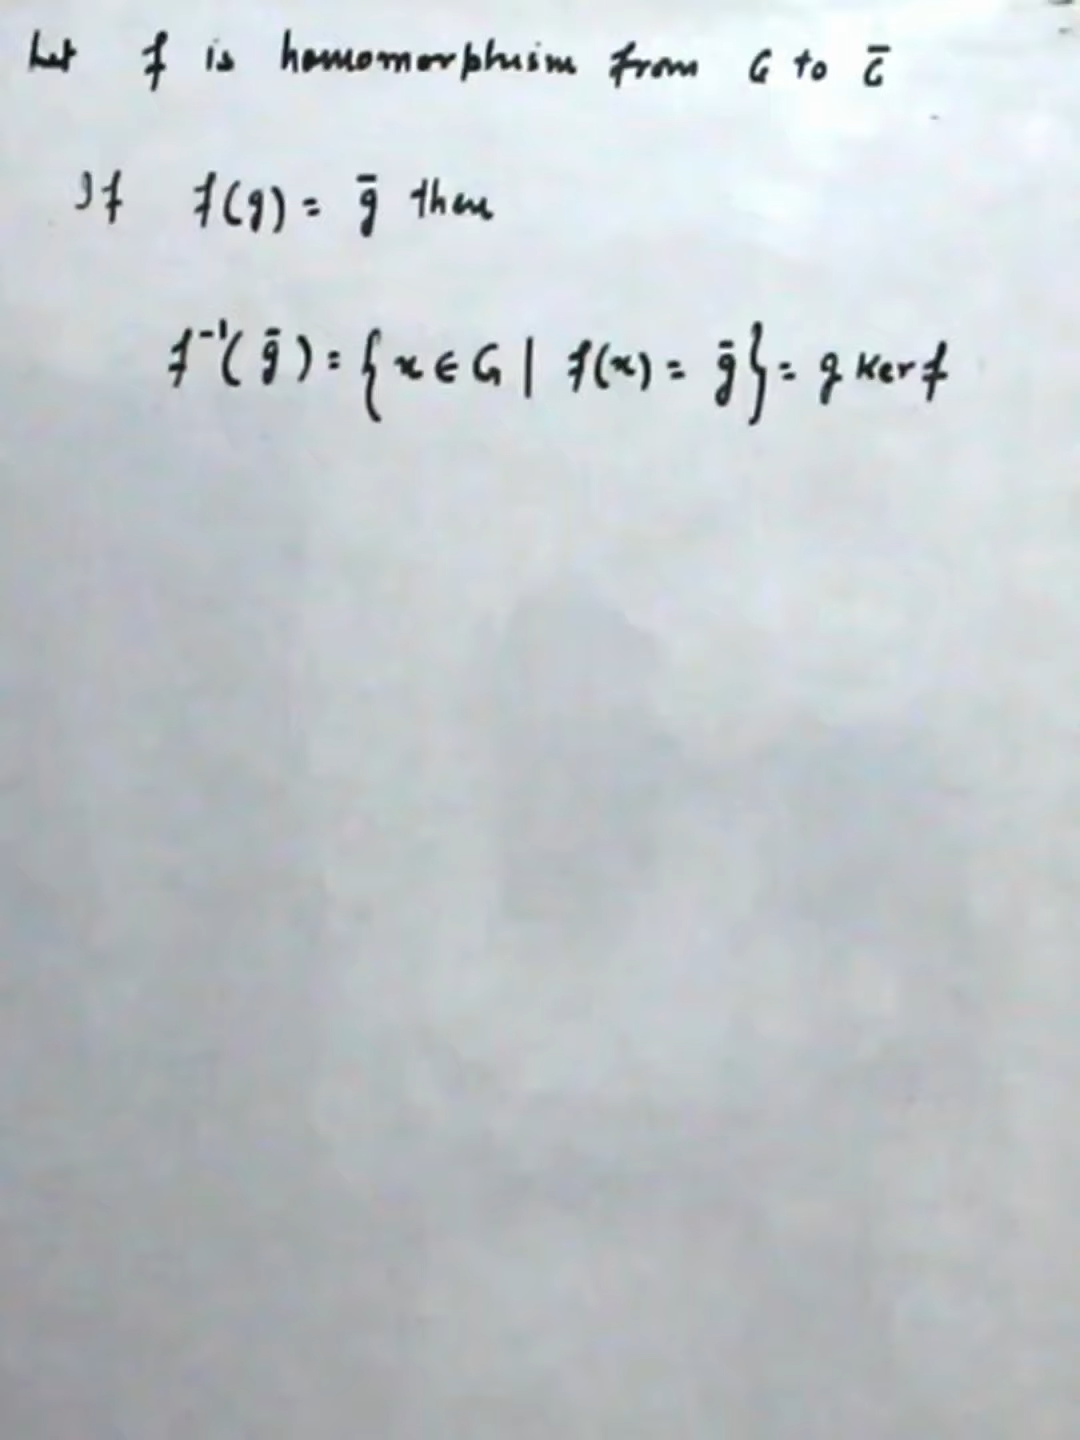 Let f is homomorphism from G to G̅
If f(g) = g̅ then
f⁻¹(g̅) = {x ∈ G | f(x) = g̅} = g Ker f